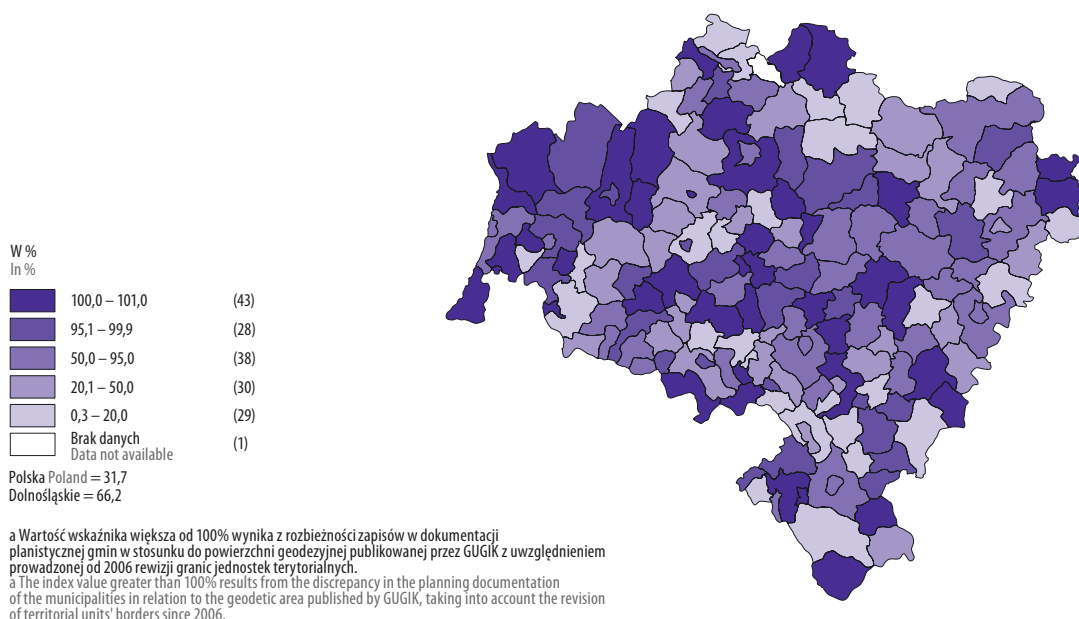 W %
In %
100,0 – 101,0 (43)
95,1 – 99,9 (28)
50,0 – 95,0 (38)
20,1 – 50,0 (30)
0,3 – 20,0 (29)
Brak danych (1)
Data not available
Polska Poland = 31,7
Dolnośląskie = 66,2
a Wartość wskaźnika większa od 100% wynika z rozbieżności zapisów w dokumentacji
planistycznej gmin w stosunku do powierzchni geodezyjnej publikowanej przez GUGIK z uwzględnieniem
prowadzonej od 2006 rewizji granic jednostek terytorialnych.
a The index value greater than 100% results from the discrepancy in the planning documentation
of the municipalities in relation to the geodetic area published by GUGIK, taking into account the revision
of territorial units' borders since 2006.